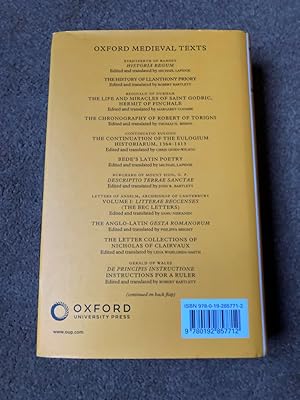 OXFORD MEDIEVAL TEXTS
BYRHTFERTH OF RAMSEY
HISTORIA REGUM
Edited and translated by MICHAEL LAPIDGE
THE HISTORY OF LLANTHONY PRIORY
Edited and translated by ROBERT BARTLETT
REGINALD OF DURHAM
THE LIFE AND MIRACLES OF SAINT GODRIC,
HERMIT OF FINCHALE
Edited and translated by MARGARET COOMBE
THE CHRONOGRAPHY OF ROBERT OF TORIGNI
Edited and translated by THOMAS N. BISSON
CONTINUATIO EULOGII
THE CONTINUATION OF THE EULOGIUM
HISTORIARUM, 1364-1413
Edited and translated by CHRIS GIVEN-WILSON
BEDE'S LATIN POETRY
Edited and translated by MICHAEL LAPIDGE
BURCHARD OF MOUNT SION, O. P.
DESCRIPTIO TERRAE SANCTAE
Edited and translated by JOHN R. BARTLETT
LETTERS OF ANSELM, ARCHBISHOP OF CANTERBURY
VOLUME I: LITTERAE BECCENSES
(THE BEC LETTERS)
Edited and translated by SAMU NISKANEN
THE ANGLO-LATIN GESTA ROMANORUM
Edited and translated by PHILIPPA BRIGHT
THE LETTER COLLECTIONS OF
NICHOLAS OF CLAIRVAUX
Edited and translated by LENA WAHLGREN-SMITH
GERALD OF WALES
DE PRINCIPIS INSTRUCTIONE
INSTRUCTIONS FOR A RULER
Edited and translated by ROBERT BARTLETT
(continued on back flap)
OXFORD
UNIVERSITY PRESS
www.oup.com
ISBN 978-0-19-285771-2
9 780192 857712